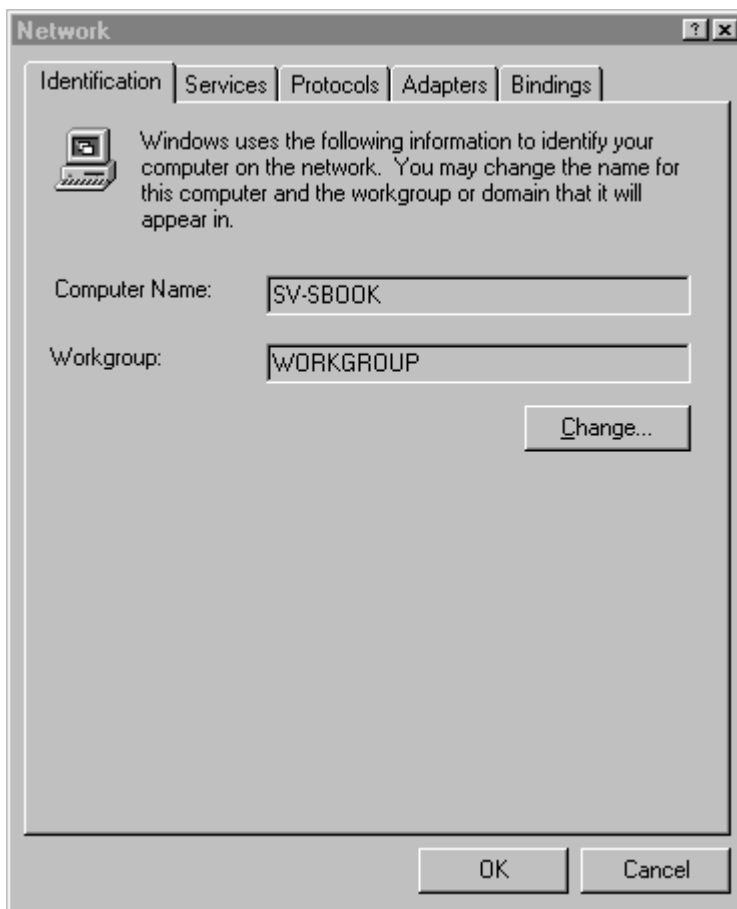 Network
Identification Services Protocols Adapters Bindings
Windows uses the following information to identify your
computer on the network. You may change the name for
this computer and the workgroup or domain that it will
appear in.
Computer Name: SV-SBOOK
Workgroup: WORKGROUP
Change...
OK Cancel